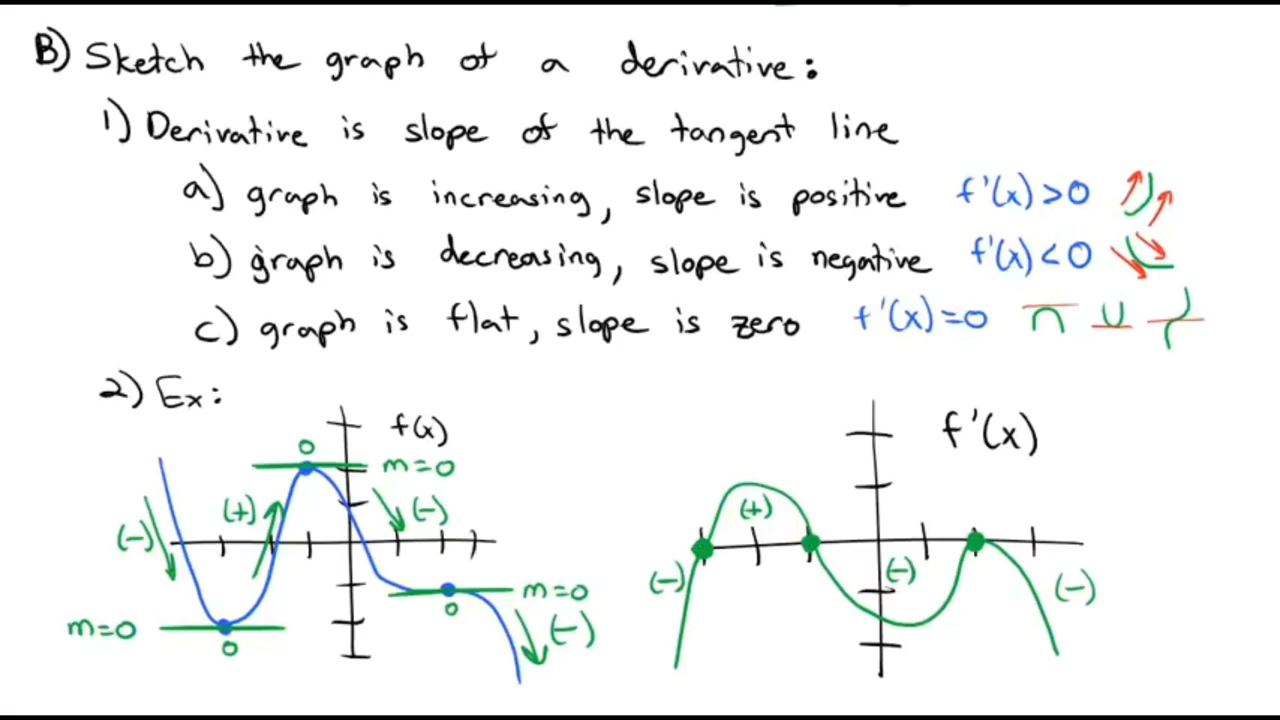 B) Sketch the graph of a derivative:
1) Derivative is slope of the tangent line
a) graph is increasing, slope is positive f'(x) > 0
b) graph is decreasing, slope is negative f'(x) < 0
c) graph is flat, slope is zero f'(x) = 0
2) Ex:
f(x)
0
m=0
(+)
(-)
(-)
m=0
0
m=0
0
(-)
f'(x)
(+)
(-)
(-)
(-)